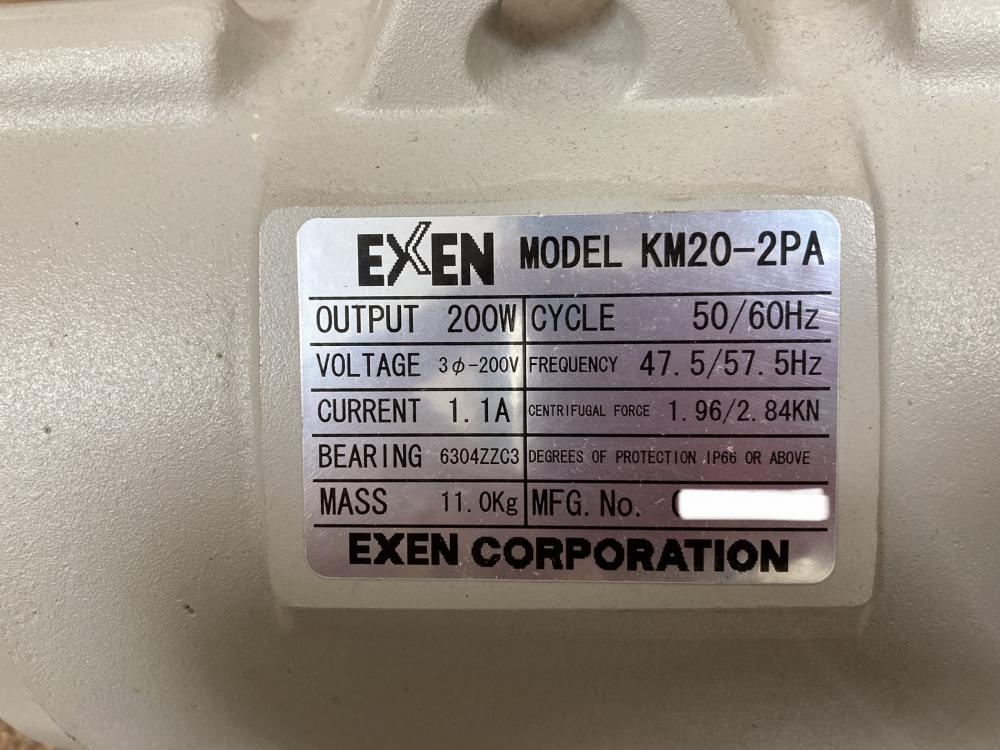 EXEN MODEL KM20-2PA
OUTPUT 200W CYCLE 50/60Hz
VOLTAGE 3φ-200V FREQUENCY 47.5/57.5Hz
CURRENT 1.1A CENTRIFUGAL FORCE 1.96/2.84KN
BEARING 6304ZZC3 DEGREES OF PROTECTION IP66 OR ABOVE
MASS 11.0Kg MFG.No.
EXEN CORPORATION